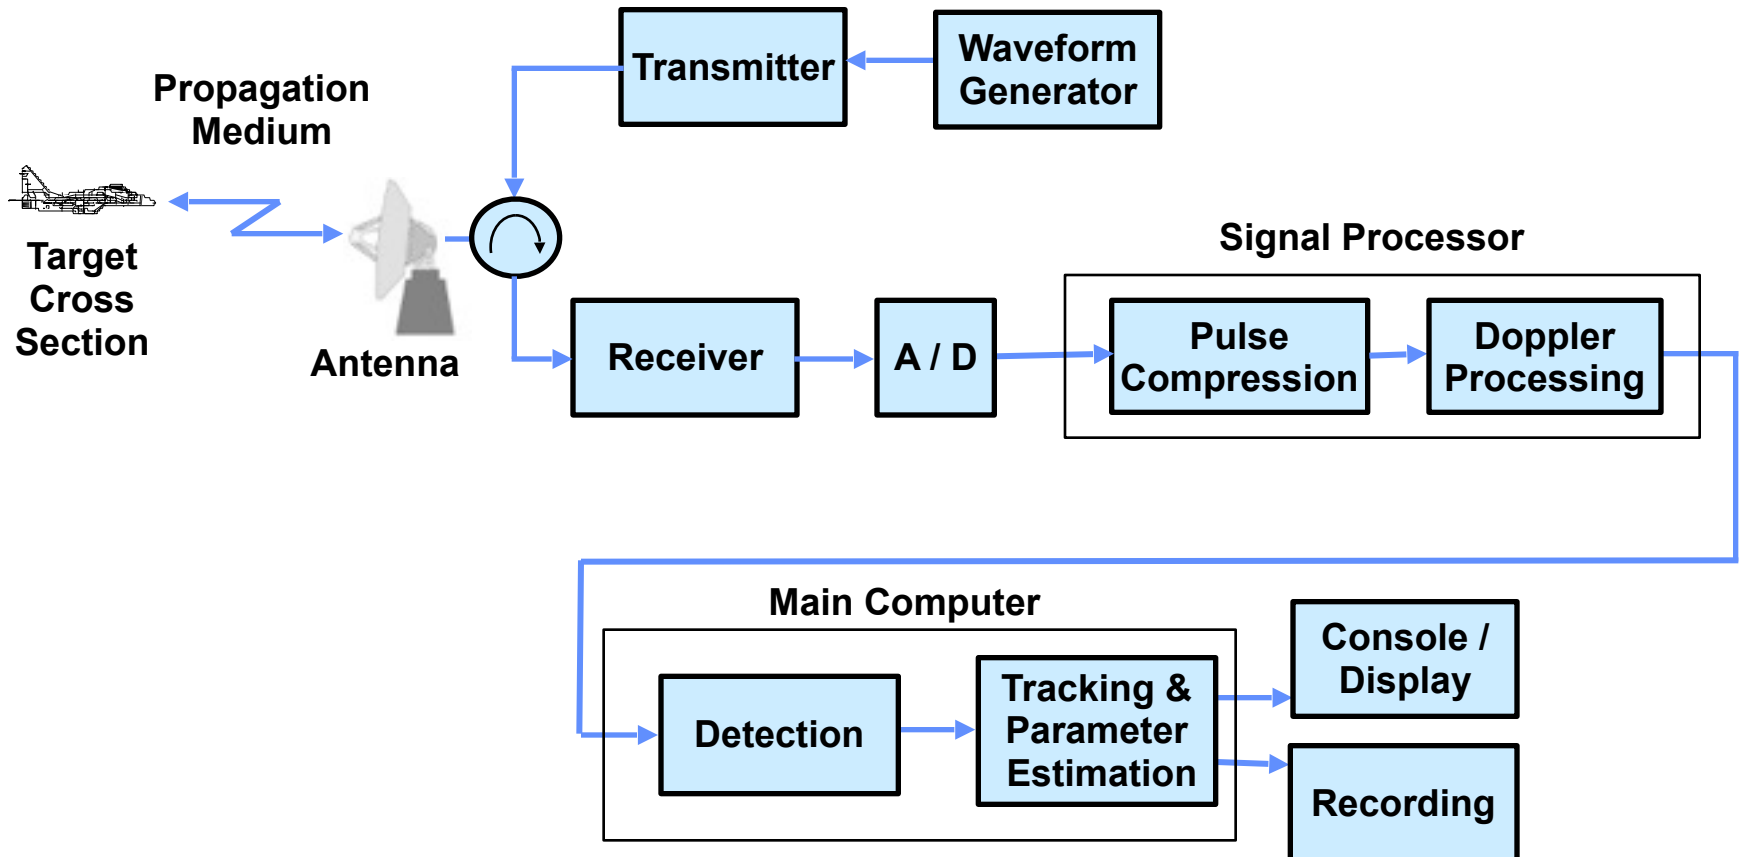 Waveform
Generator
Transmitter
Propagation
Medium
Target
Cross
Section
Antenna
Signal Processor
Receiver
A / D
Pulse
Compression
Doppler
Processing
Main Computer
Detection
Tracking &
Parameter
Estimation
Console /
Display
Recording